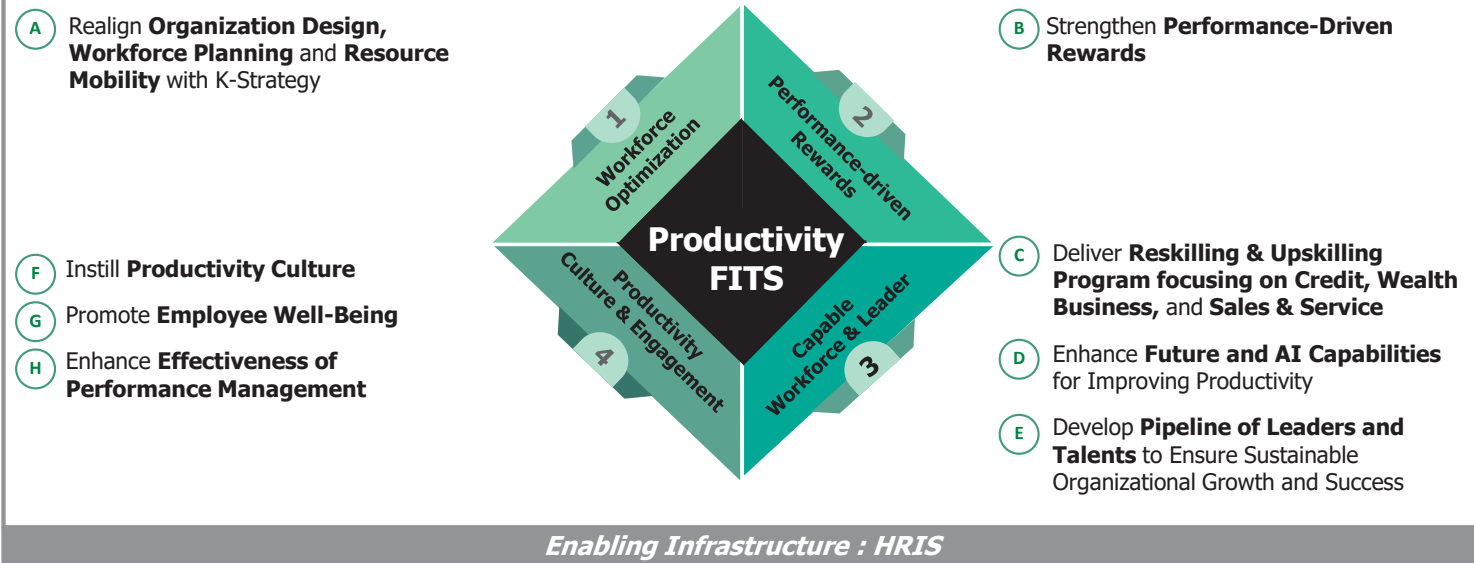 A
Realign Organization Design,
Workforce Planning and Resource
Mobility with K-Strategy
B
Strengthen Performance-Driven
Rewards
1
Workforce
Optimization
2
Performance-driven
Rewards
Productivity
FITS
C
Deliver Reskilling & Upskilling
Program focusing on Credit, Wealth
Business, and Sales & Service
D
Enhance Future and AI Capabilities
for Improving Productivity
E
Develop Pipeline of Leaders and
Talents to Ensure Sustainable
Organizational Growth and Success
3
Capable
Workforce & Leader
4
Productivity
Culture & Engagement
F
Instill Productivity Culture
G
Promote Employee Well-Being
H
Enhance Effectiveness of
Performance Management
Enabling Infrastructure : HRIS